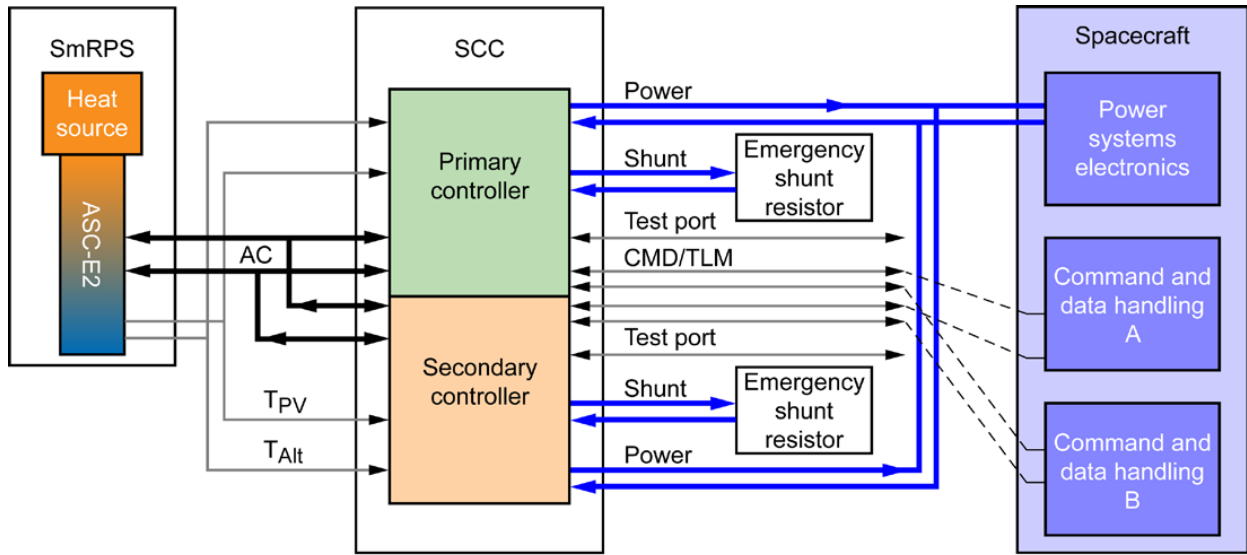 SmRPS
Heat
source
ASC-E2
AC
T_PV
T_Alt
SCC
Primary
controller
Secondary
controller
Power
Shunt
Emergency
shunt
resistor
Test port
CMD/TLM
Test port
Shunt
Emergency
shunt
resistor
Power
Spacecraft
Power
systems
electronics
Command and
data handling
A
Command and
data handling
B